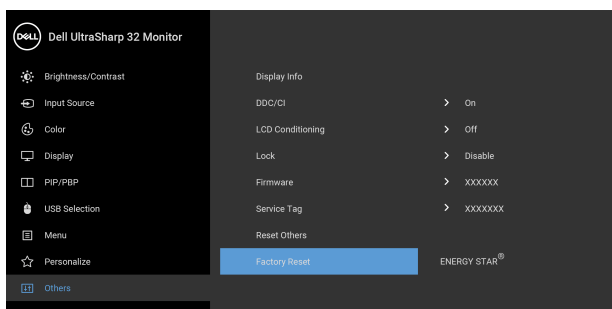 DELL Dell UltraSharp 32 Monitor
Brightness/Contrast
Display Info
Input Source
DDC/CI > On
Color
LCD Conditioning > Off
Display
Lock > Disable
PIP/PBP
Firmware > XXXXXX
USB Selection
Service Tag > XXXXXXX
Menu
Reset Others
Personalize
Factory Reset ENERGY STAR®
Others